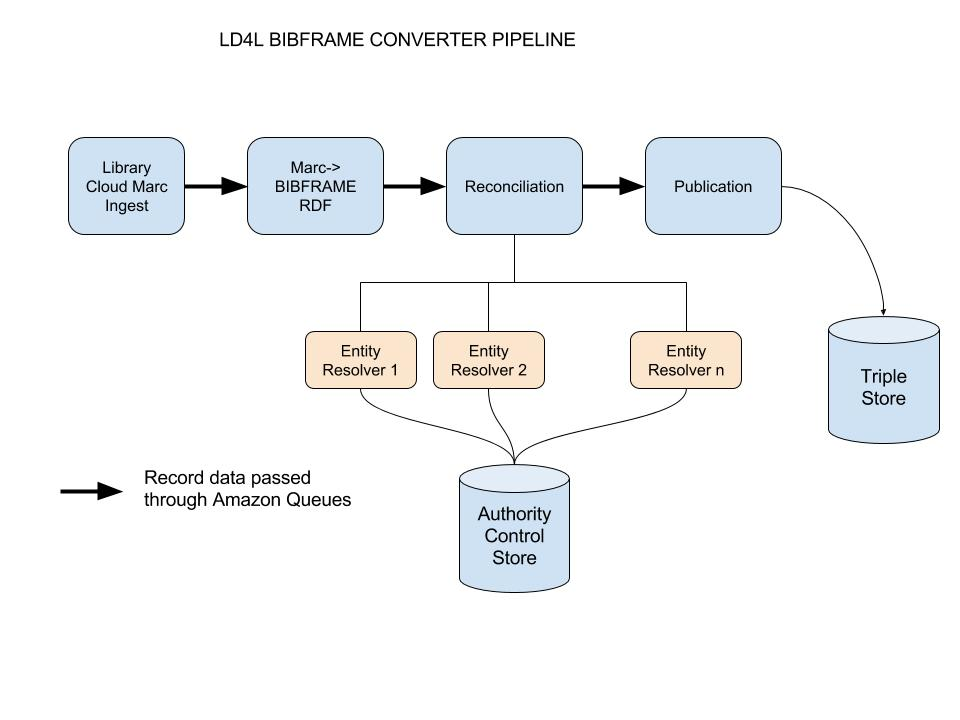 LD4L BIBFRAME CONVERTER PIPELINE
Library
Cloud Marc
Ingest
Marc->
BIBFRAME
RDF
Reconciliation
Publication
Entity
Resolver 1
Entity
Resolver 2
Entity
Resolver n
Triple
Store
Record data passed
through Amazon Queues
Authority
Control
Store